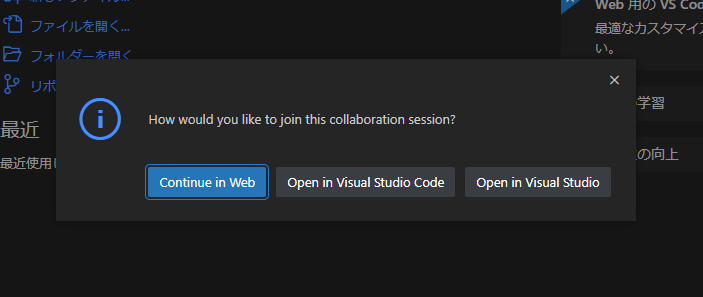 Web 用の VS Cod
ファイルを開く...
最適なカスタマイズ
い。
フォルダーを開く
リポ
How would you like to join this collaboration session?
学習
最近
の向上
最近使用し
Continue in Web
Open in Visual Studio Code
Open in Visual Studio